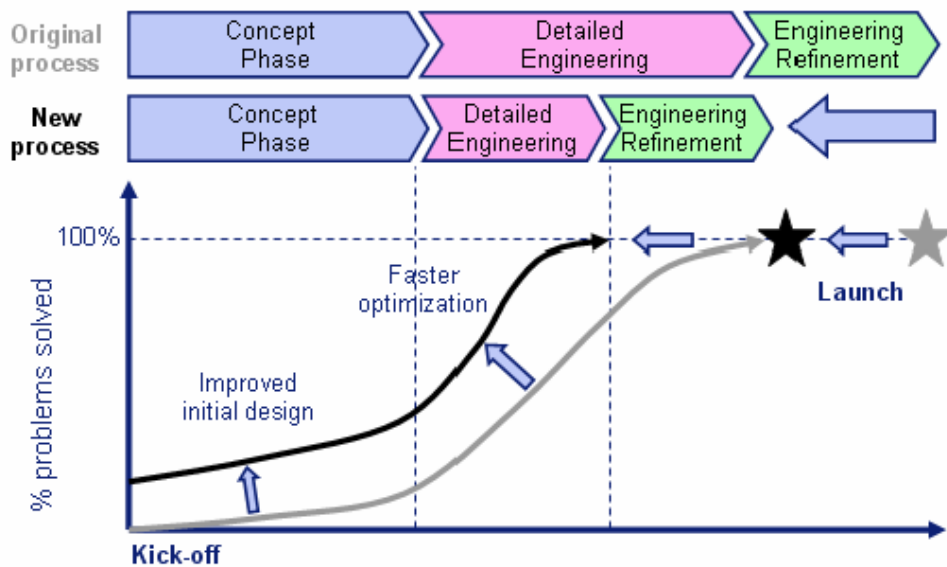 Original
process
Concept
Phase
Detailed
Engineering
Engineering
Refinement
New
process
Concept
Phase
Detailed
Engineering
Engineering
Refinement
100%
% problems solved
Faster
optimization
Improved
initial design
Launch
Kick-off